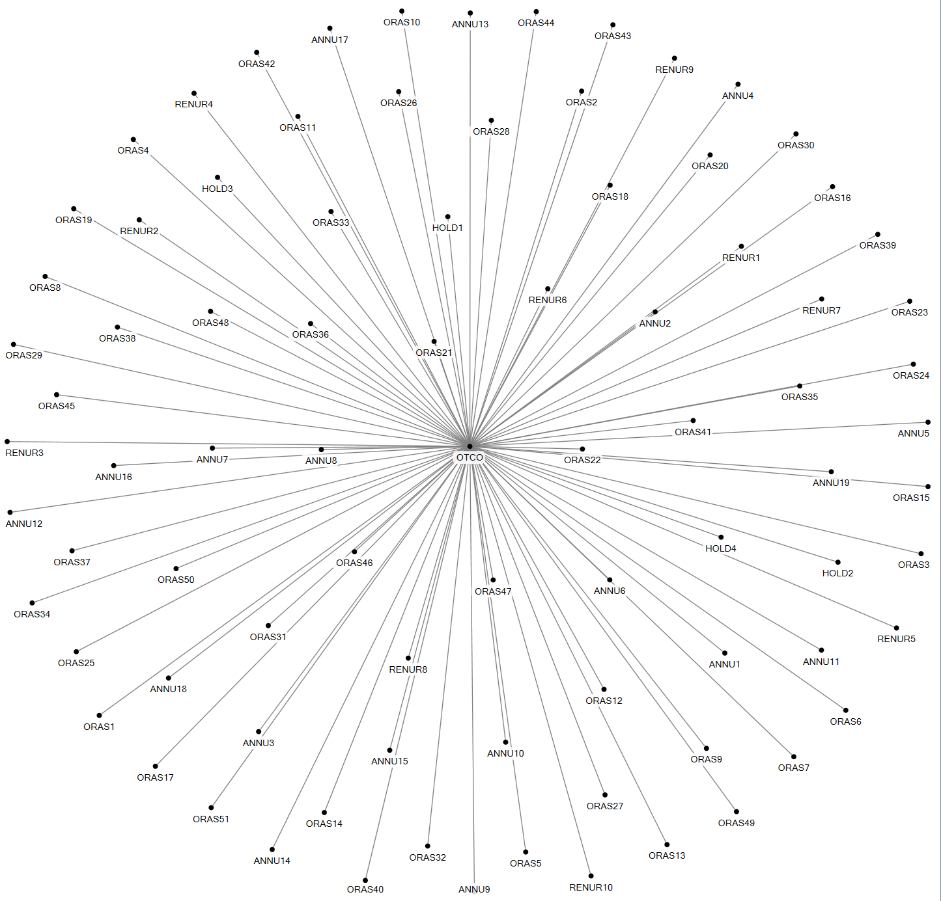 ORAS10
ANNU13
ORAS44
ORAS43
ANNU17
ORAS42
RENUR9
ANNU4
RENUR4
ORAS26
ORAS2
ORAS11
ORAS28
ORAS30
ORAS4
ORAS20
HOLD3
ORAS18
ORAS16
ORAS19
RENUR2
ORAS33
HOLD1
ORAS39
RENUR1
ORAS8
RENUR6
ORAS48
ANNU2
RENUR7
ORAS23
ORAS38
ORAS36
ORAS29
ORAS21
ORAS24
ORAS35
ORAS45
ORAS41
ANNU5
RENUR3
ANNU7
ANNU8
OTCO
ORAS22
ANNU16
ANNU19
ORAS15
ANNU12
HOLD4
ORAS37
ORAS46
ORAS3
HOLD2
ORAS50
ORAS47
ANNU6
ORAS34
ORAS31
RENUR5
ORAS25
RENUR8
ANNU1
ANNU11
ANNU18
ORAS12
ORAS1
ORAS6
ANNU3
ANNU15
ANNU10
ORAS9
ORAS7
ORAS17
ORAS27
ORAS51
ORAS14
ORAS49
ANNU14
ORAS32
ORAS5
ORAS13
ORAS40
ANNU9
RENUR10